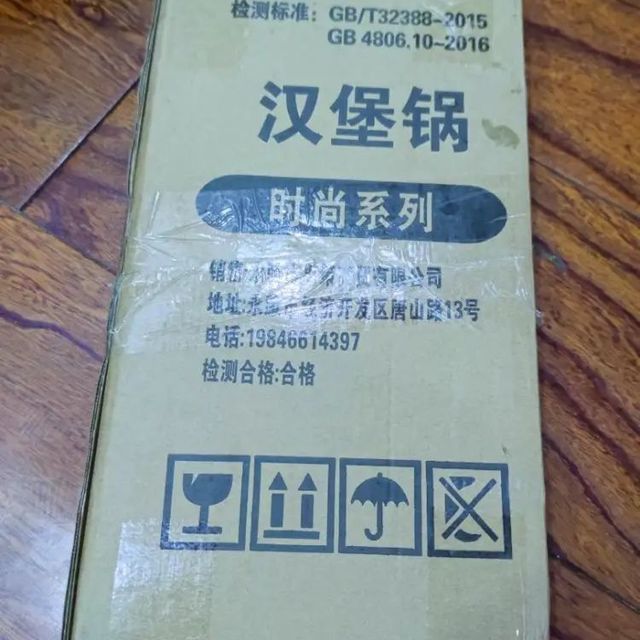 检测标准：GB/T32388-2015
GB 4806.10-2016
汉堡锅
时尚系列
有限公司
地址:永 开发区唐山路13号
电话:19846614397
检测合格:合格